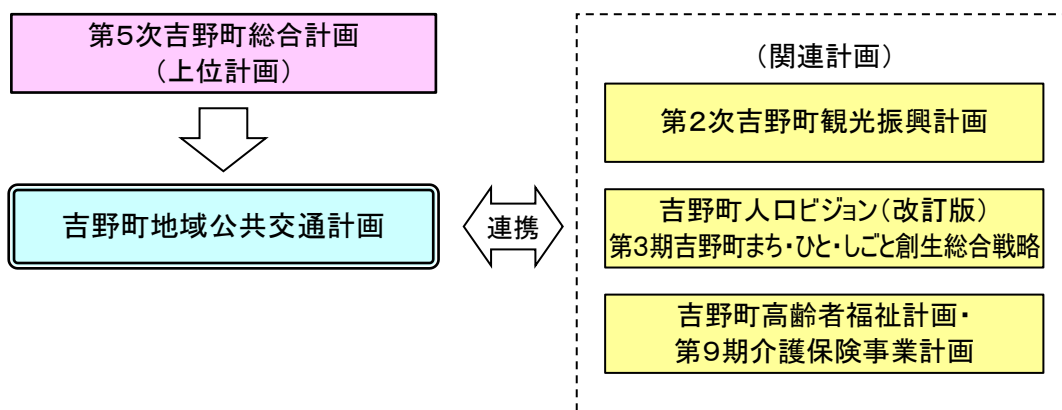 第5次吉野町総合計画
（上位計画）
吉野町地域公共交通計画
連携
（関連計画）
第2次吉野町観光振興計画
吉野町人口ビジョン（改訂版）
第3期吉野町まち・ひと・しごと創生総合戦略
吉野町高齢者福祉計画・
第9期介護保険事業計画